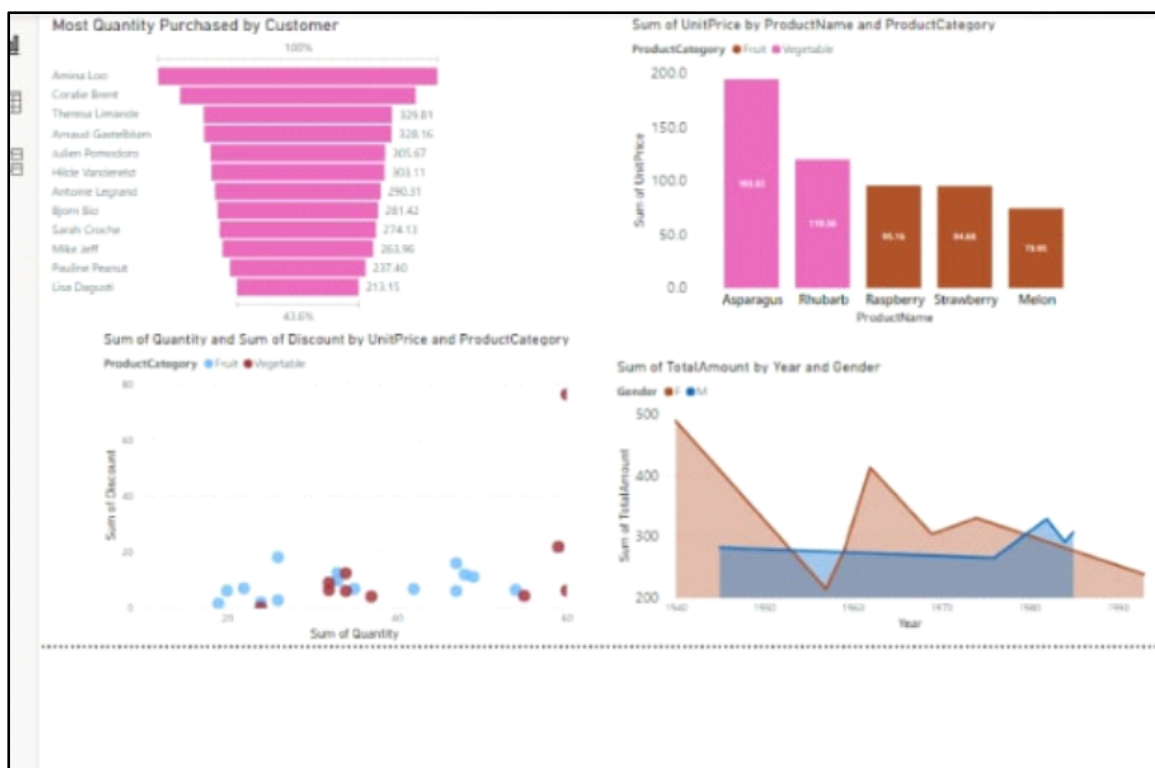 Most Quantity Purchased by Customer
100%
Amina Loo
Coralie Brent
Theresa Limande 329.81
Arnaud Gastelblum 328.16
Julien Pomodoro 305.67
Hilde Vanderelst 303.11
Antoine Legrand 290.31
Bjorn Bio 281.42
Sarah Croche 274.13
Mike Jeff 263.96
Pauline Peanut 237.40
Lisa Dagusti 213.15
43.6%
Sum of UnitPrice by ProductName and ProductCategory
ProductCategory Fruit Vegetable
Sum of UnitPrice
200.0
150.0
100.0
50.0
0.0
95.16 94.68
Asparagus Rhubarb Raspberry Strawberry Melon
ProductName
Sum of Quantity and Sum of Discount by UnitPrice and ProductCategory
ProductCategory Fruit Vegetable
Sum of Discount
80
60
40
20
0
20 40 60
Sum of Quantity
Sum of TotalAmount by Year and Gender
Gender F M
Sum of TotalAmount
500
400
300
200
1940 1950 1960 1970 1980 1990
Year